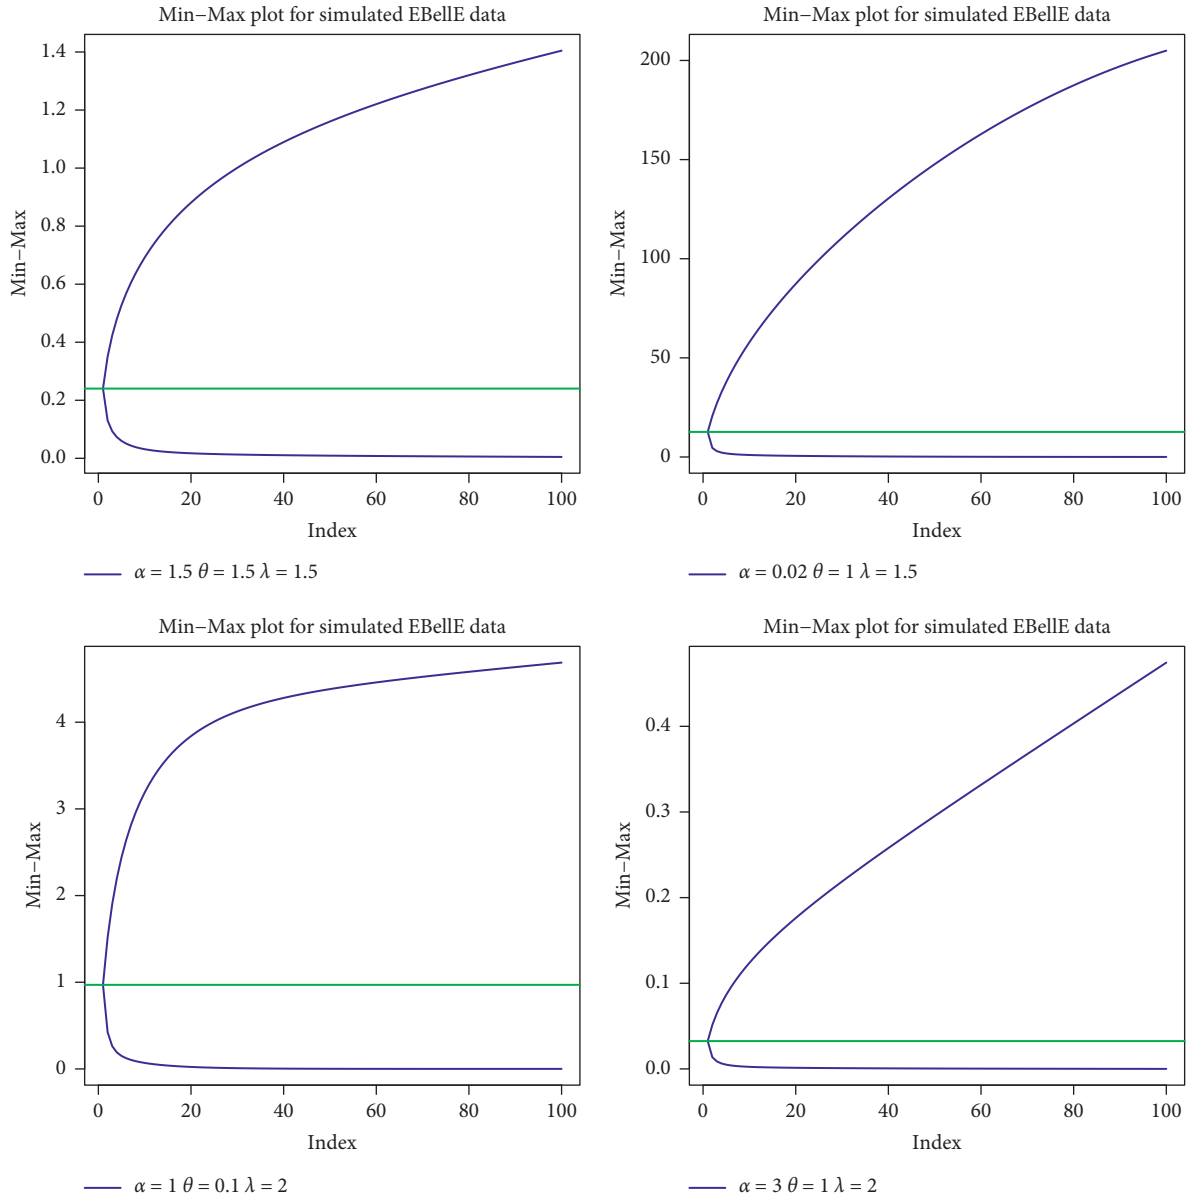 Min−Max plot for simulated EBellE data
1.4
1.2
1.0
0.8
0.6
0.4
0.2
0.0
Min−Max
0 20 40 60 80 100
Index
α = 1.5 θ = 1.5 λ = 1.5
Min−Max plot for simulated EBellE data
200
150
100
50
0
Min−Max
0 20 40 60 80 100
Index
α = 0.02 θ = 1 λ = 1.5
Min−Max plot for simulated EBellE data
4
3
2
1
0
Min−Max
0 20 40 60 80 100
Index
α = 1 θ = 0.1 λ = 2
Min−Max plot for simulated EBellE data
0.4
0.3
0.2
0.1
0.0
Min−Max
0 20 40 60 80 100
Index
α = 3 θ = 1 λ = 2